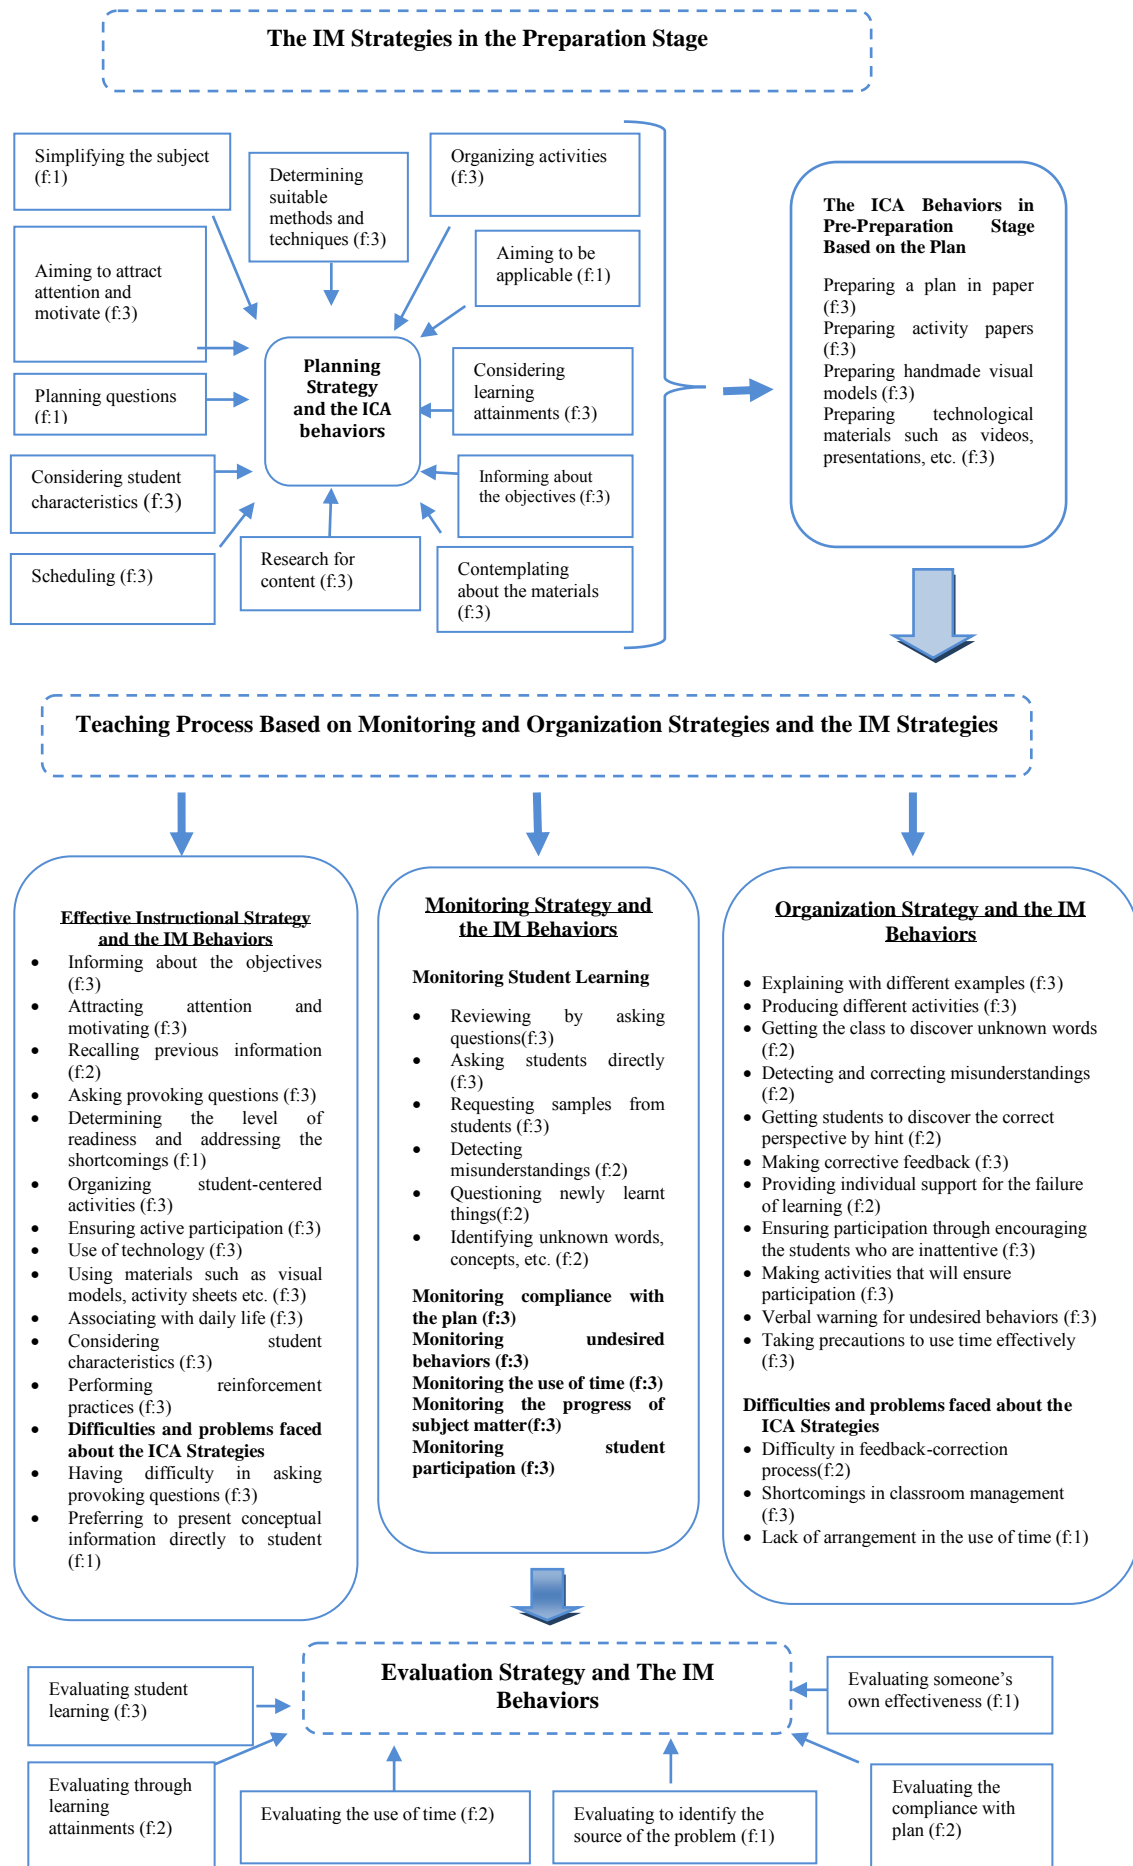 The IM Strategies in the Preparation Stage
Simplifying the subject
(f:1)
Determining
suitable
methods and
techniques (f:3)
Organizing activities
(f:3)
Aiming to attract
attention and
motivate (f:3)
Aiming to be
applicable (f:1)
Planning questions
(f:1)
Planning
Strategy
and the ICA
behaviors
Considering
learning
attainments (f:3)
Considering student
characteristics (f:3)
Informing about
the objectives (f:3)
Scheduling (f:3)
Research for
content (f:3)
Contemplating
about the materials
(f:3)
The ICA Behaviors in
Pre-Preparation Stage
Based on the Plan
Preparing a plan in paper
(f:3)
Preparing activity papers
(f:3)
Preparing handmade visual
models (f:3)
Preparing technological
materials such as videos,
presentations, etc. (f:3)
Teaching Process Based on Monitoring and Organization Strategies and the IM Strategies
Effective Instructional Strategy
and the IM Behaviors
• Informing about the objectives
(f:3)
• Attracting attention and
motivating (f:3)
• Recalling previous information
(f:2)
• Asking provoking questions (f:3)
• Determining the level of
readiness and addressing the
shortcomings (f:1)
• Organizing student-centered
activities (f:3)
• Ensuring active participation (f:3)
• Use of technology (f:3)
• Using materials such as visual
models, activity sheets etc. (f:3)
• Associating with daily life (f:3)
• Considering student
characteristics (f:3)
• Performing reinforcement
practices (f:3)
• Difficulties and problems faced
about the ICA Strategies
• Having difficulty in asking
provoking questions (f:3)
• Preferring to present conceptual
information directly to student
(f:1)
Monitoring Strategy and
the IM Behaviors
Monitoring Student Learning
• Reviewing by asking
questions(f:3)
• Asking students directly
(f:3)
• Requesting samples from
students (f:3)
• Detecting
misunderstandings (f:2)
• Questioning newly learnt
things(f:2)
• Identifying unknown words,
concepts, etc. (f:2)
Monitoring compliance with
the plan (f:3)
Monitoring undesired
behaviors (f:3)
Monitoring the use of time (f:3)
Monitoring the progress of
subject matter(f:3)
Monitoring student
participation (f:3)
Organization Strategy and the IM
Behaviors
• Explaining with different examples (f:3)
• Producing different activities (f:3)
• Getting the class to discover unknown words
(f:2)
• Detecting and correcting misunderstandings
(f:2)
• Getting students to discover the correct
perspective by hint (f:2)
• Making corrective feedback (f:3)
• Providing individual support for the failure
of learning (f:2)
• Ensuring participation through encouraging
the students who are inattentive (f:3)
• Making activities that will ensure
participation (f:3)
• Verbal warning for undesired behaviors (f:3)
• Taking precautions to use time effectively
(f:3)
Difficulties and problems faced about the
ICA Strategies
• Difficulty in feedback-correction
process(f:2)
• Shortcomings in classroom management
(f:3)
• Lack of arrangement in the use of time (f:1)
Evaluation Strategy and The IM
Behaviors
Evaluating student
learning (f:3)
Evaluating someone's
own effectiveness (f:1)
Evaluating through
learning
attainments (f:2)
Evaluating the use of time (f:2)
Evaluating to identify the
source of the problem (f:1)
Evaluating the
compliance with
plan (f:2)